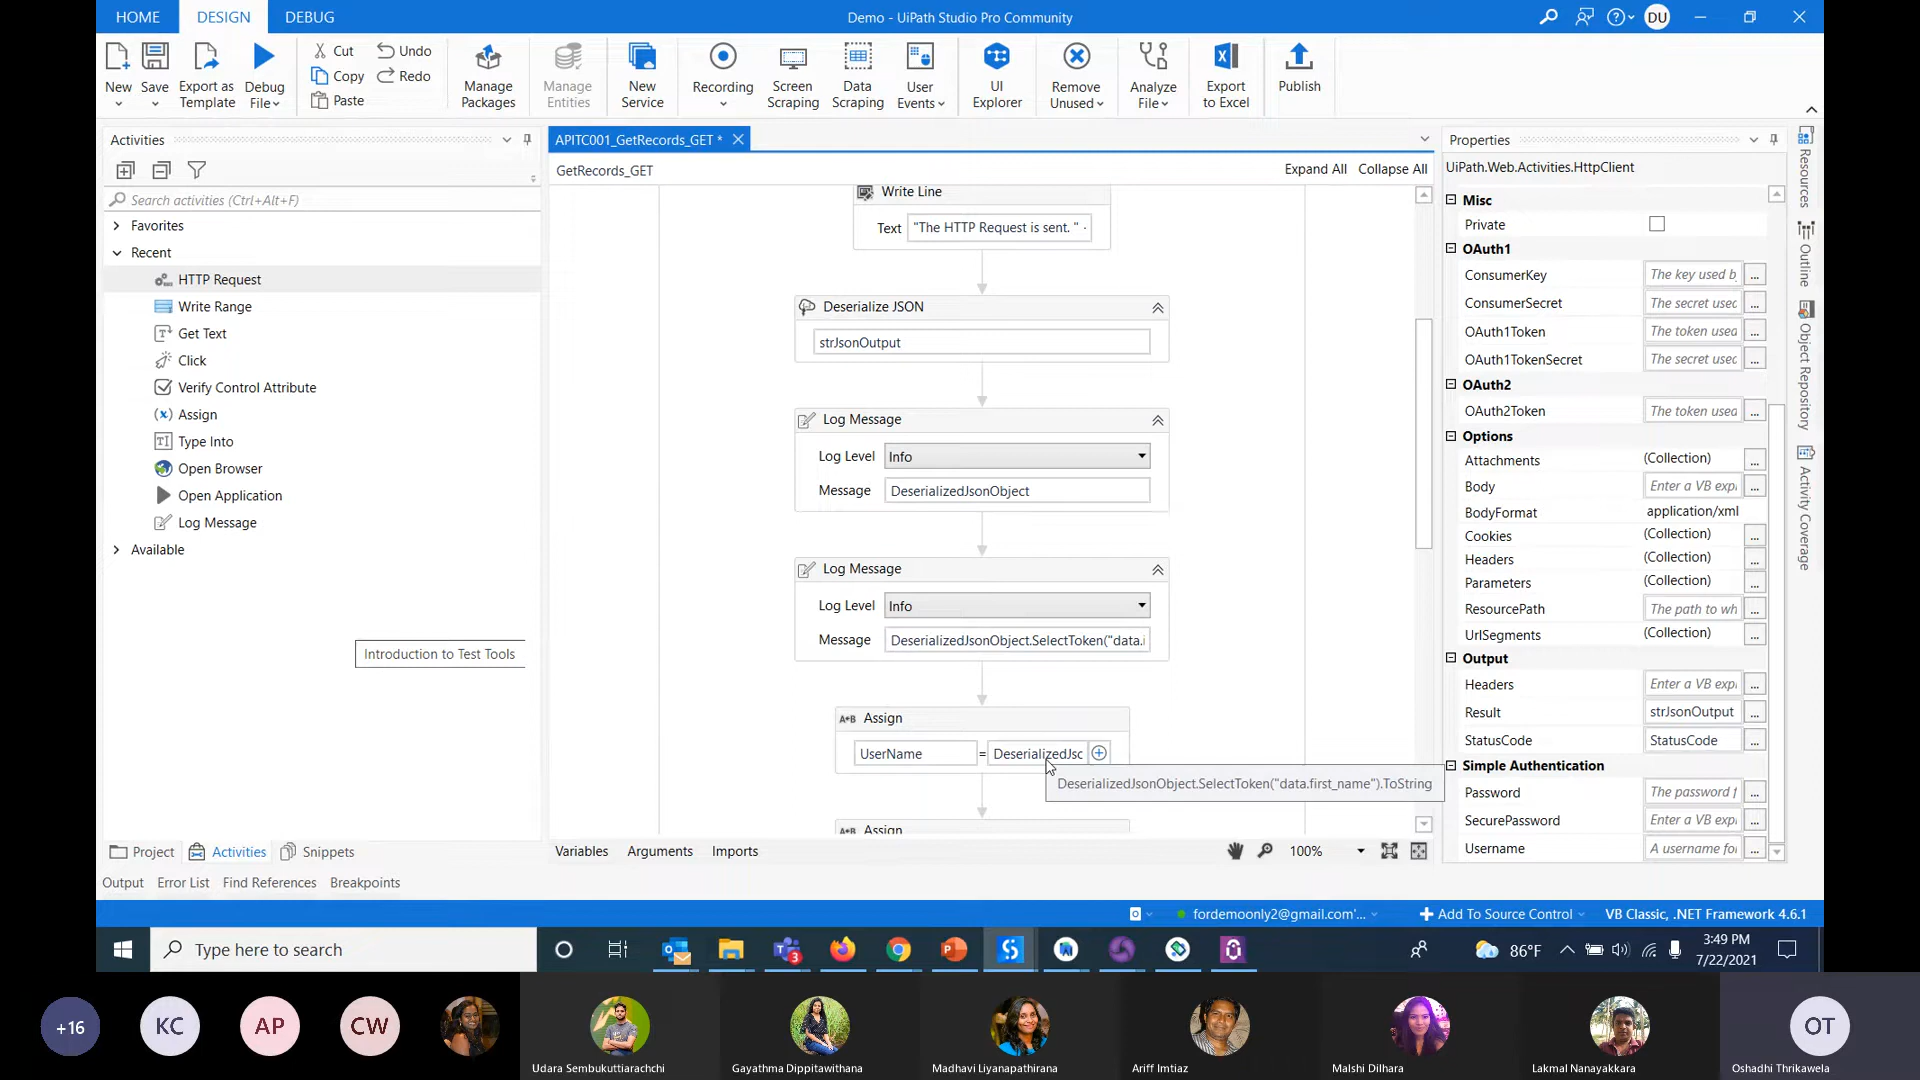 HOME DESIGN DEBUG
Demo - UiPath Studio Pro Community
DU
New Save Export as Template Debug File
Cut Copy Paste Undo Redo
Manage Packages
Manage Entities
New Service
Recording
Screen Scraping
Data Scraping
User Events
UI Explorer
Remove Unused
Analyze File
Export to Excel
Publish
Activities
Search activities (Ctrl+Alt+F)
Favorites
Recent
HTTP Request
Write Range
Get Text
Click
Verify Control Attribute
Assign
Type Into
Open Browser
Open Application
Log Message
Available
Introduction to Test Tools
Project Activities Snippets
APITC001_GetRecords_GET *
GetRecords_GET
Expand All Collapse All
Write Line
Text "The HTTP Request is sent. "
Deserialize JSON
strJsonOutput
Log Message
Log Level Info
Message DeserializedJsonObject
Log Message
Log Level Info
Message DeserializedJsonObject.SelectToken("data.i
A*B Assign
UserName = DeserializedJsc
DeserializedJsonObject.SelectToken("data.first_name").ToString
A*B Assign
Variables Arguments Imports
100%
Properties
UiPath.Web.Activities.HttpClient
Misc
Private
OAuth1
ConsumerKey The key used b
ConsumerSecret The secret used
OAuth1Token The token used
OAuth1TokenSecret The secret used
OAuth2
OAuth2Token The token used
Options
Attachments (Collection) ...
Body Enter a VB exp ...
BodyFormat application/xml
Cookies (Collection) ...
Headers (Collection) ...
Parameters (Collection) ...
ResourcePath The path to wh ...
UrlSegments (Collection) ...
Output
Headers Enter a VB exp ...
Result strJsonOutput ...
StatusCode StatusCode ...
Simple Authentication
Password The password f ...
SecurePassword Enter a VB exp ...
Username A username fo ...
Resources
Outline
Object Repository
Activity Coverage
Output Error List Find References Breakpoints
fordemoonly2@gmail.com'...
Add To Source Control
VB Classic, .NET Framework 4.6.1
Type here to search
3
86°F
3:49 PM
7/22/2021
+16
KC
AP
CW
OT
Udara Sembukuttiarachchi
Gayathma Dippitawithana
Madhavi Liyanapathirana
Ariff Imtiaz
Malshi Dilhara
Lakmal Nanayakkara
Oshadhi Thrikawela